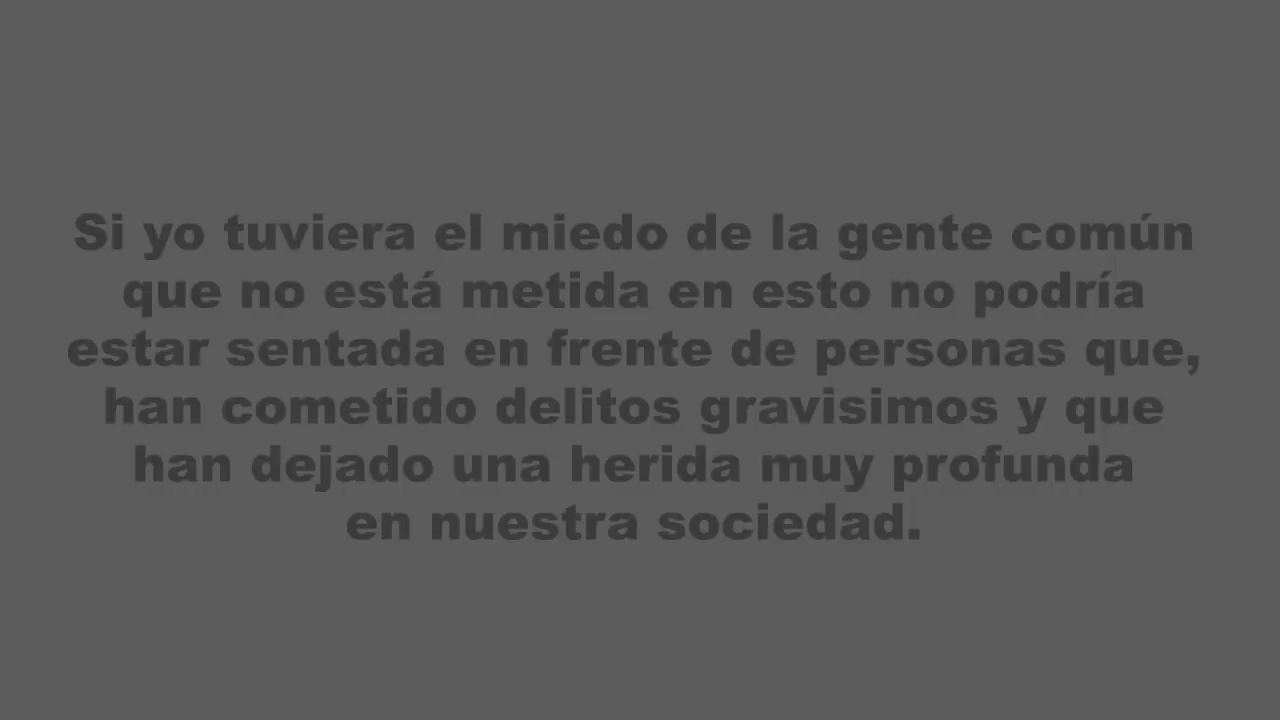 Si yo tuviera el miedo de la gente común
que no está metida en esto no podría
estar sentada en frente de personas que,
han cometido delitos gravisimos y que
han dejado una herida muy profunda
en nuestra sociedad.